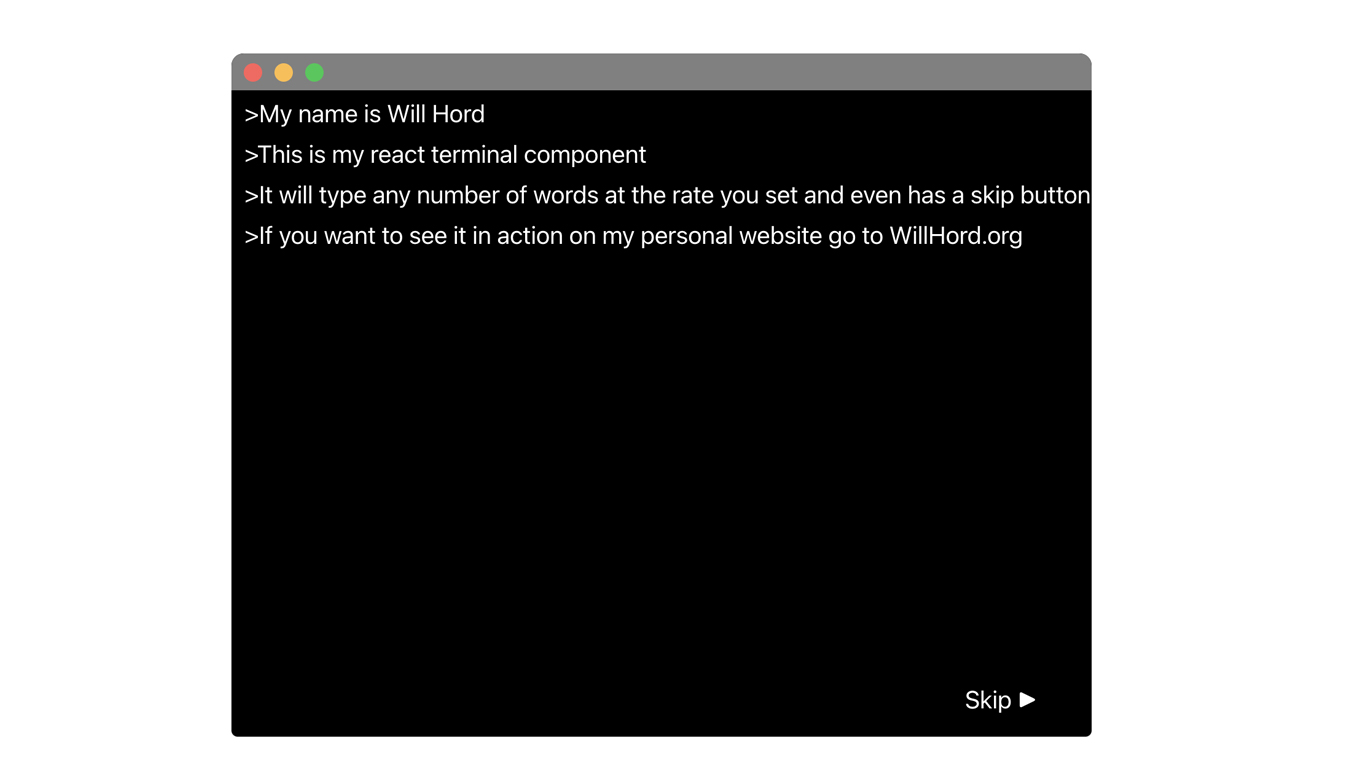 >My name is Will Hord
>This is my react terminal component
>It will type any number of words at the rate you set and even has a skip button
>If you want to see it in action on my personal website go to WillHord.org
Skip ▶